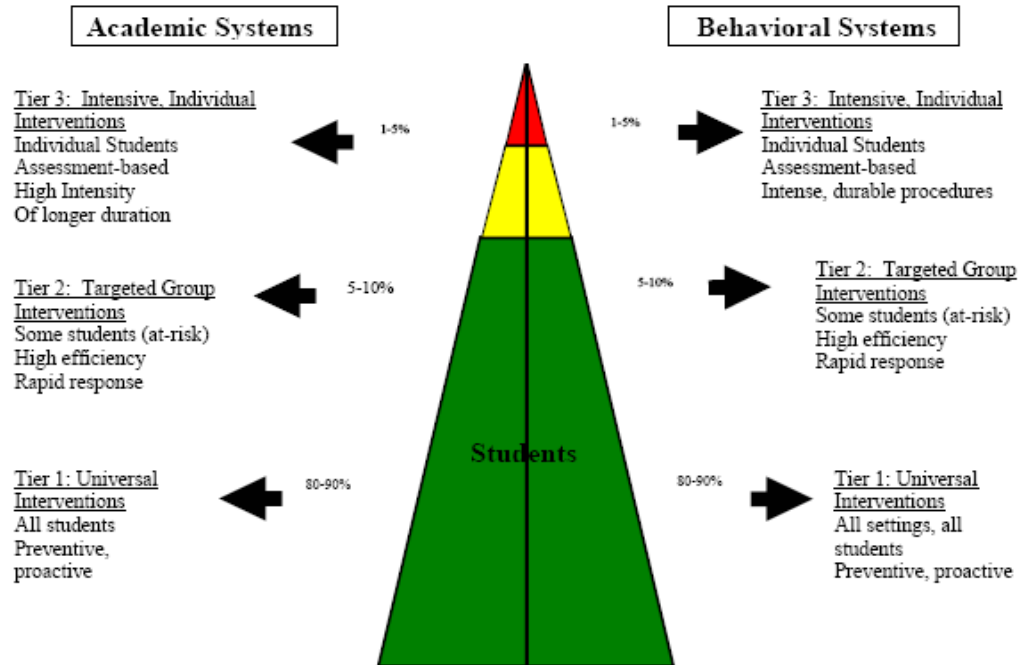 Academic Systems
Tier 3:  Intensive, Individual
Interventions
Individual Students
Assessment-based
High Intensity
Of longer duration
1-5%
Tier 2:  Targeted Group
Interventions
Some students (at-risk)
High efficiency
Rapid response
5-10%
Tier 1: Universal
Interventions
All students
Preventive,
proactive
80-90%
Students
Behavioral Systems
1-5%
Tier 3:  Intensive, Individual
Interventions
Individual Students
Assessment-based
Intense, durable procedures
5-10%
Tier 2:  Targeted Group
Interventions
Some students (at-risk)
High efficiency
Rapid response
80-90%
Tier 1: Universal
Interventions
All settings, all
students
Preventive, proactive